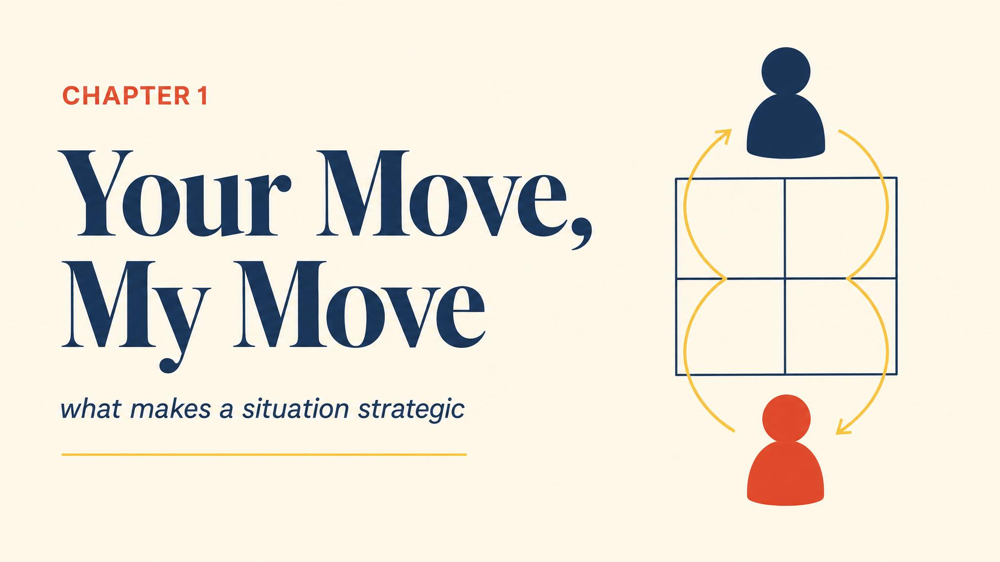 CHAPTER 1
Your Move,
My Move
what makes a situation strategic